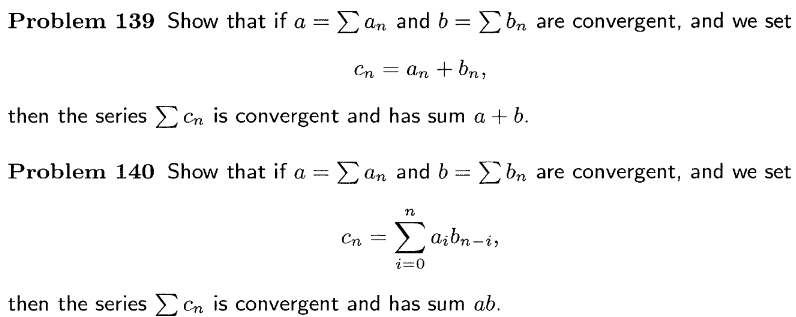 Problem 139 Show that if a = ∑ aₙ and b = ∑ bₙ are convergent, and we set
cₙ = aₙ + bₙ,
then the series ∑ cₙ is convergent and has sum a + b.
Problem 140 Show that if a = ∑ aₙ and b = ∑ bₙ are convergent, and we set
cₙ = ∑_{i=0}^{n} aᵢbₙ₋ᵢ,
then the series ∑ cₙ is convergent and has sum ab.